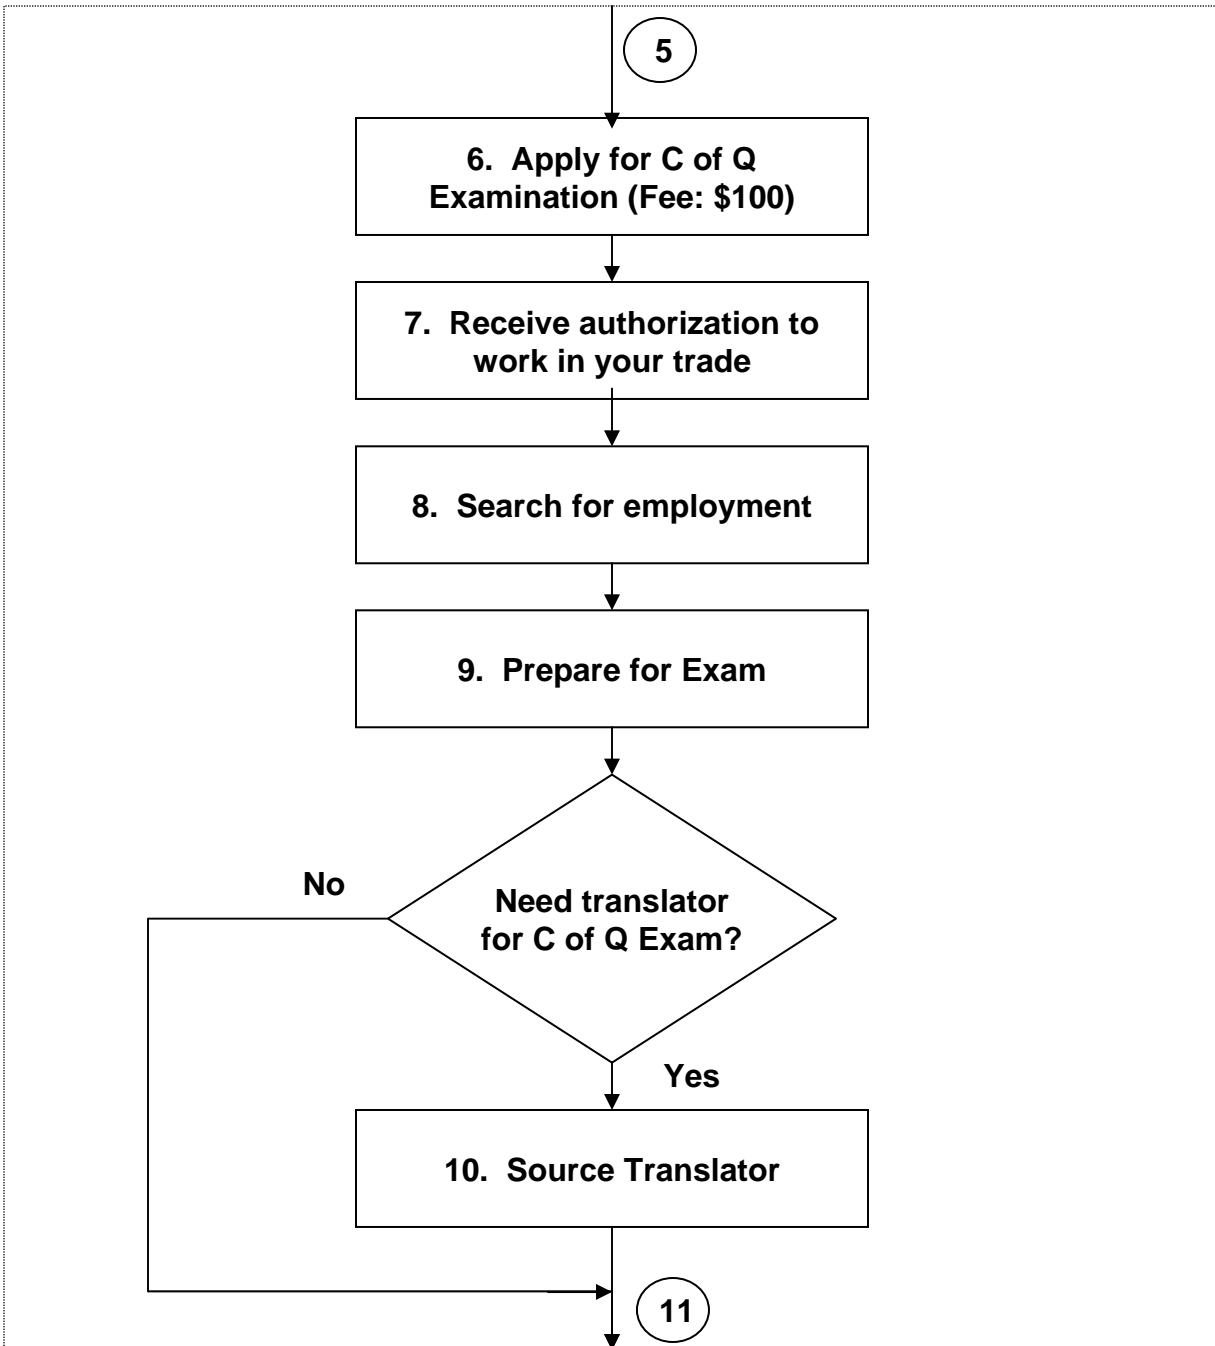 5
6. Apply for C of Q
Examination (Fee: $100)
7. Receive authorization to
work in your trade
8. Search for employment
9. Prepare for Exam
No
Need translator
for C of Q Exam?
Yes
10. Source Translator
11